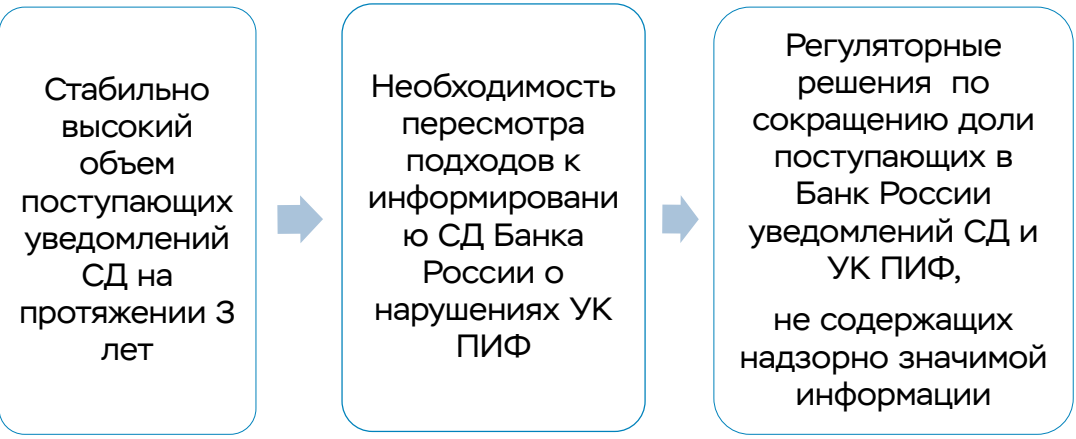 Стабильно
высокий
объем
поступающих
уведомлений
СД на
протяжении 3
лет
Необходимость
пересмотра
подходов к
информировани
ю СД Банка
России о
нарушениях УК
ПИФ
Регуляторные
решения по
сокращению доли
поступающих в
Банк России
уведомлений СД и
УК ПИФ,
не содержащих
надзорно значимой
информации